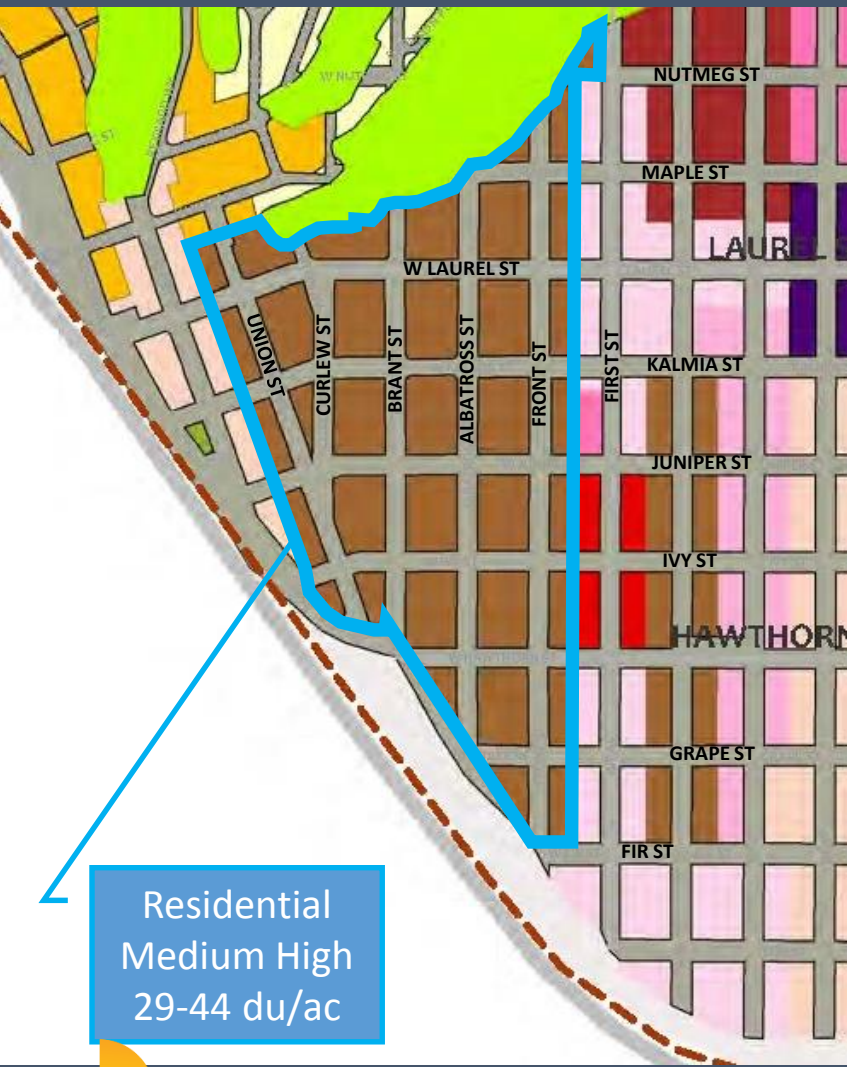 NUTMEG ST
MAPLE ST
LAUREL S
W LAUREL ST
UNION ST
CURLEW ST
BRANT ST
ALBATROSS ST
FRONT ST
FIRST ST
KALMIA ST
JUNIPER ST
IVY ST
HAWTHORN
GRAPE ST
FIR ST
Residential
Medium High
29-44 du/ac